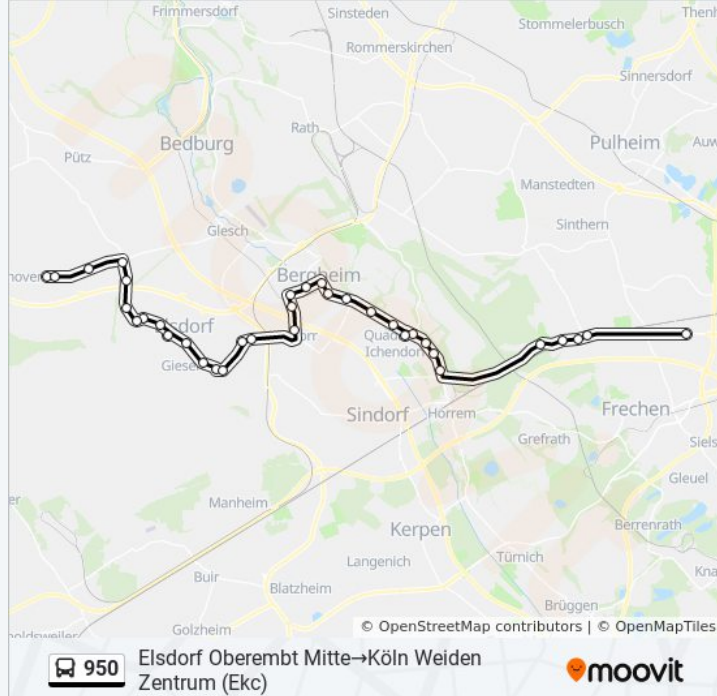 Frimmersdorf
Sinsteden
Stommelerbusch
Rommerskirchen
Sinnersdorf
Rath
Bedburg
Pulheim
Pütz
Manstedten
Glesch
Sinthern
Bergheim
Ichendorf
Sindorf
Horrem
Frechen
Grefrath
Gleuel
Manheim
Berrenrath
Kerpen
Türnich
Langenich
Buir
Blatzheim
Brüggen
Golzheim
© OpenStreetMap contributors | © OpenMapTiles
950 Elsdorf Oberembt Mitte→Köln Weiden
Zentrum (Ekc)
moovit